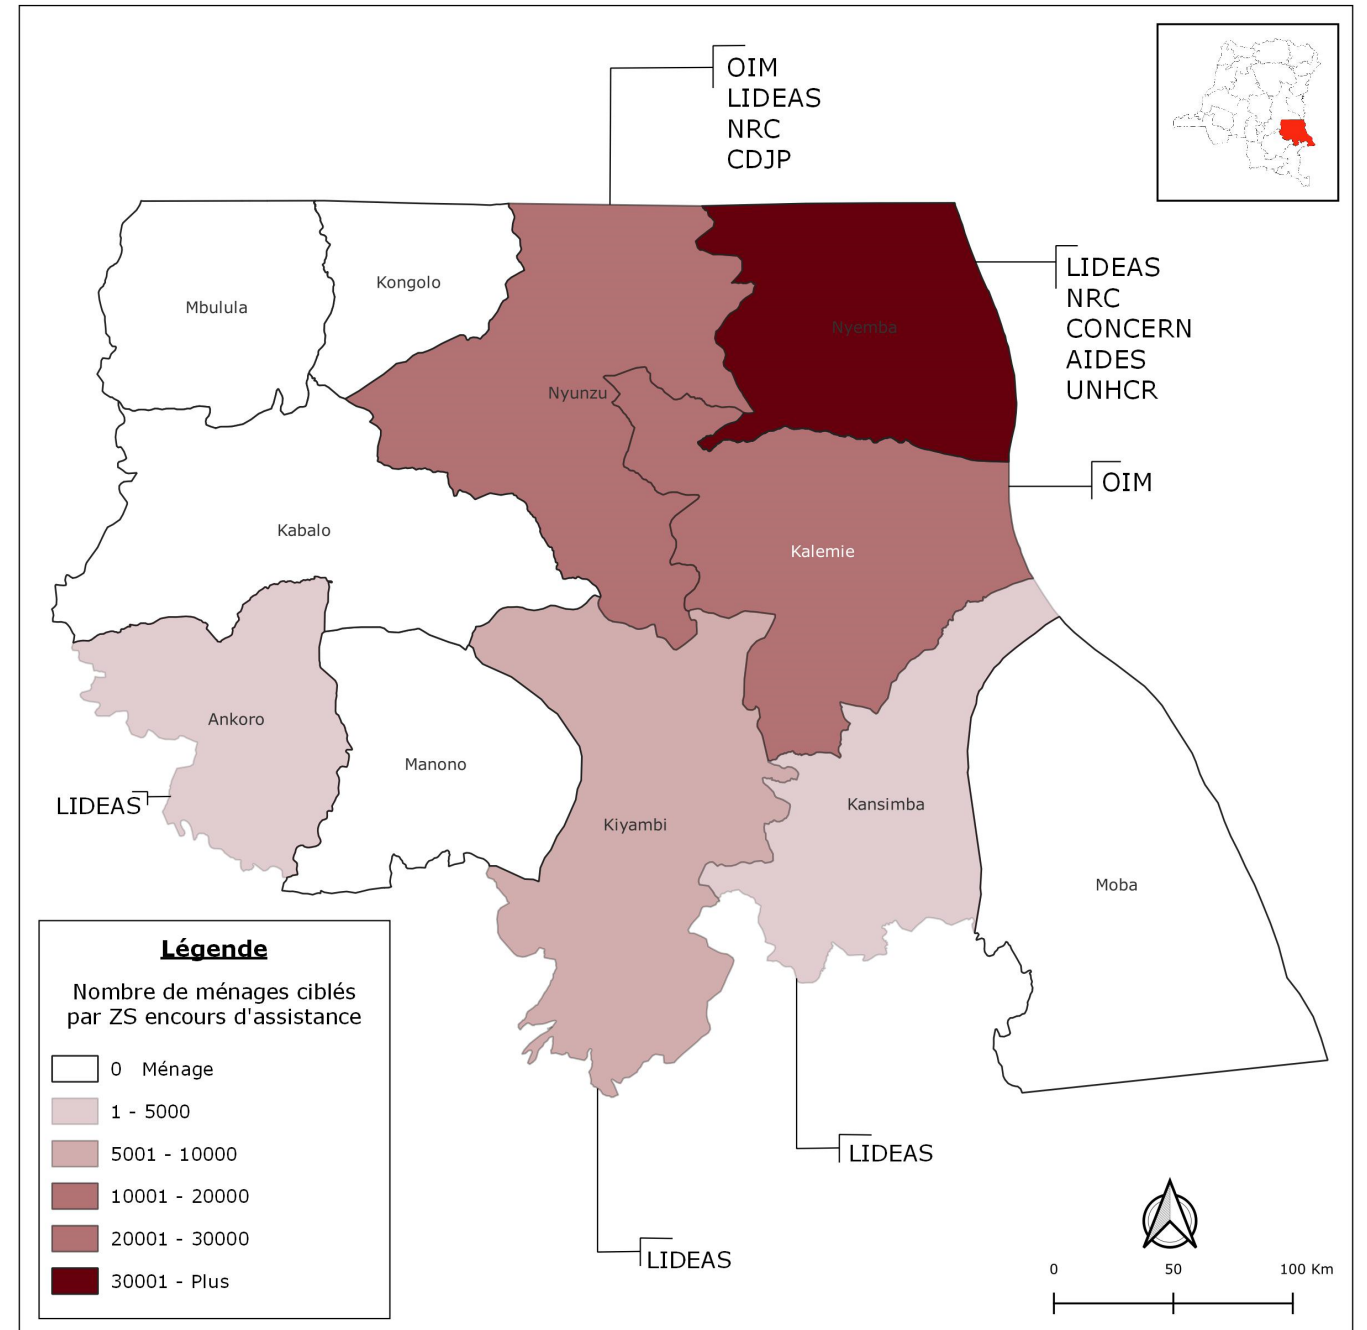 OIM
LIDEAS
NRC
CDJP
LIDEAS
NRC
CONCERN
AIDES
UNHCR
Kongolo
Mbulula
Nyemba
Nyunzu
OIM
Kabalo
Kalemie
Ankoro
Manono
LIDEAS
Kansimba
Kiyambi
Moba
Légende
Nombre de ménages ciblés
par ZS encours d'assistance
0 Ménage
1 - 5000
5001 - 10000
10001 - 20000
20001 - 30000
30001 - Plus
LIDEAS
LIDEAS
0 50 100 Km